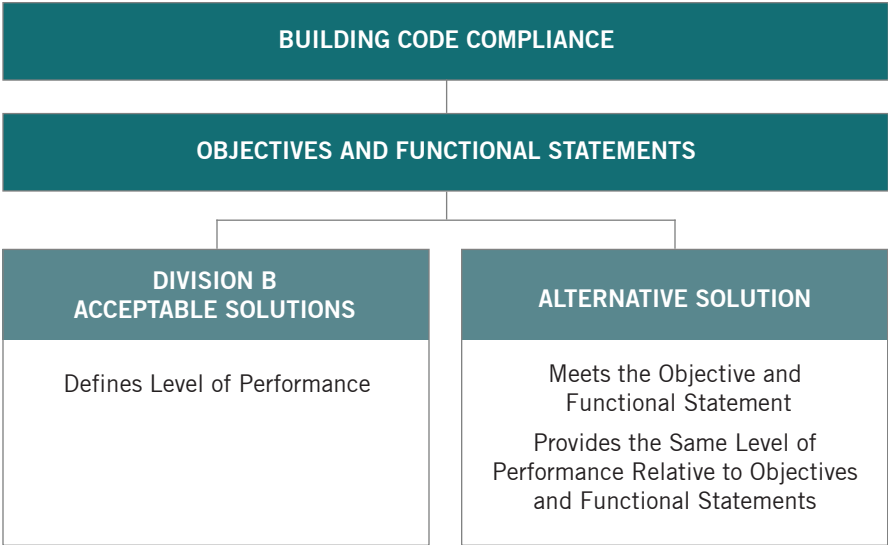 BUILDING CODE COMPLIANCE
OBJECTIVES AND FUNCTIONAL STATEMENTS
DIVISION B
ACCEPTABLE SOLUTIONS
Defines Level of Performance
ALTERNATIVE SOLUTION
Meets the Objective and
Functional Statement
Provides the Same Level of
Performance Relative to Objectives
and Functional Statements